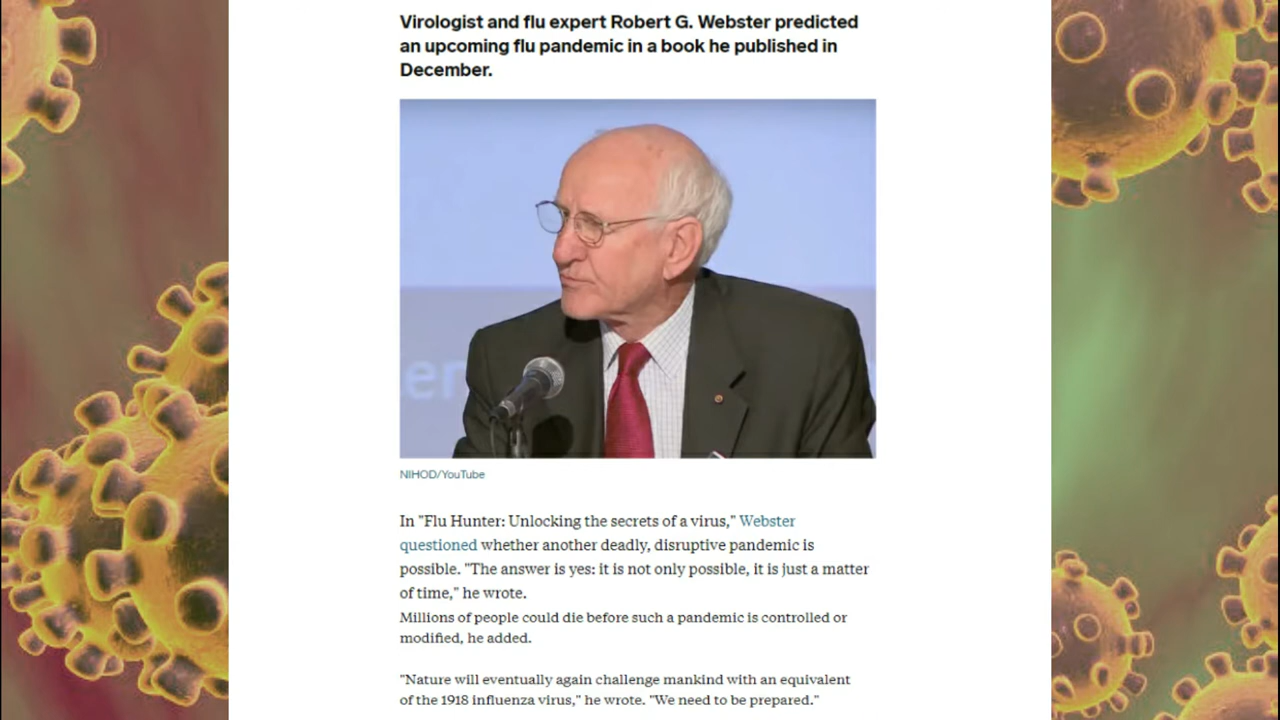 Virologist and flu expert Robert G. Webster predicted
an upcoming flu pandemic in a book he published in
December.
en
NIHOD/YouTube
In "Flu Hunter: Unlocking the secrets of a virus," Webster
questioned whether another deadly, disruptive pandemic is
possible. "The answer is yes: it is not only possible, it is just a matter
of time," he wrote.
Millions of people could die before such a pandemic is controlled or
modified, he added.
"Nature will eventually again challenge mankind with an equivalent
of the 1918 influenza virus," he wrote. "We need to be prepared."